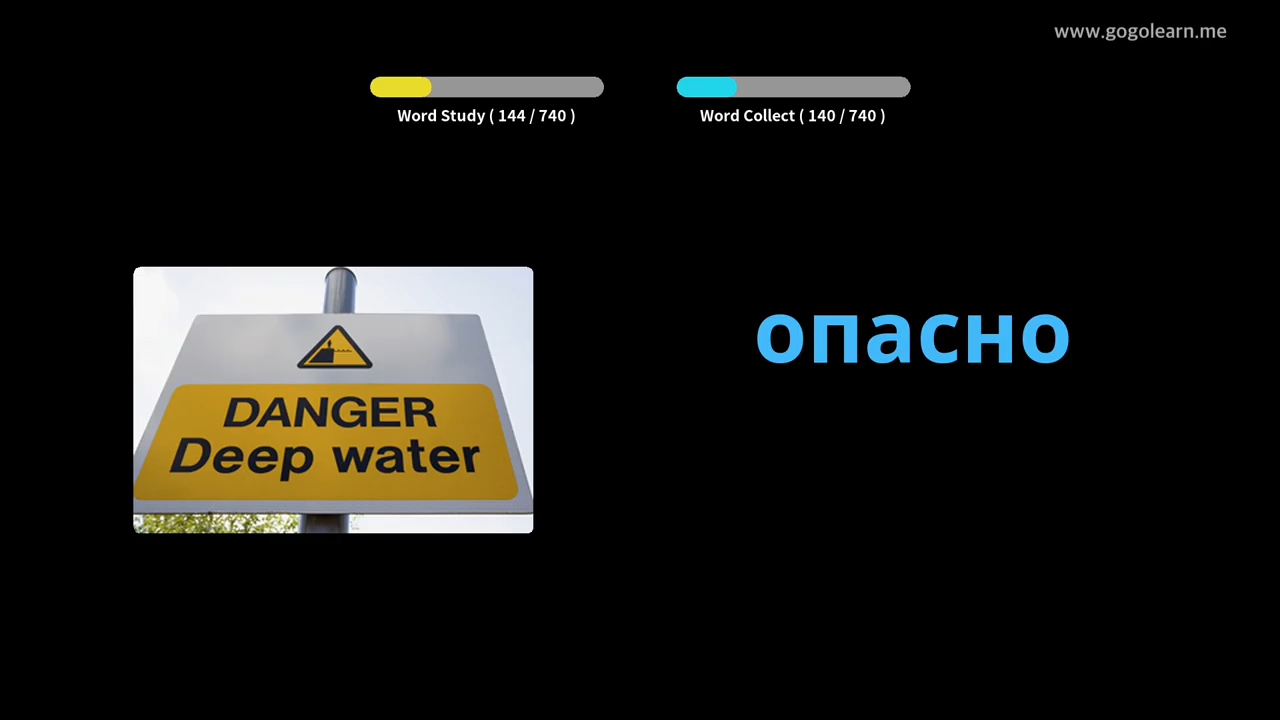 www.gogolearn.me
Word Study ( 144 / 740 )
Word Collect ( 140 / 740 )
DANGER
Deep water
опасно